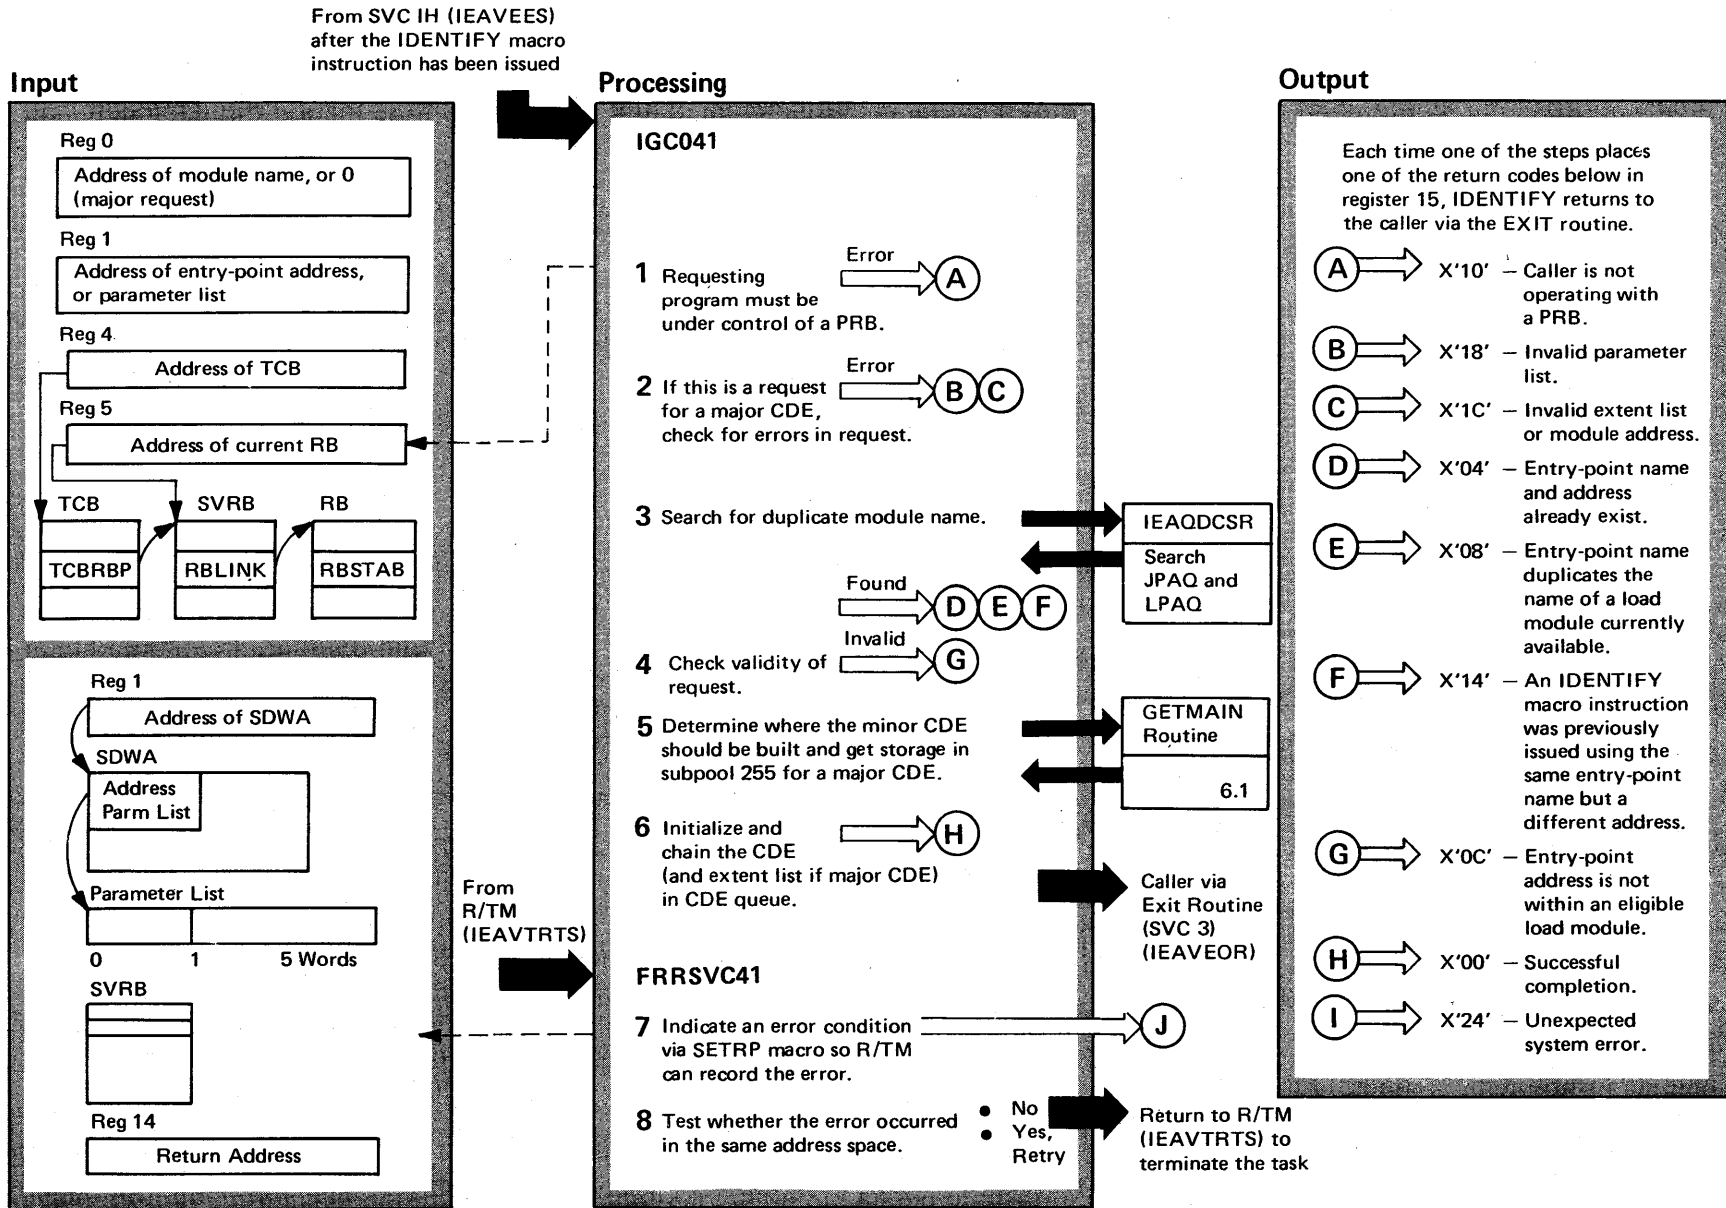 From SVC IH (IEAVEES)
after the IDENTIFY macro
instruction has been issued
Input
Reg 0
Address of module name, or 0
(major request)
Reg 1
Address of entry-point address,
or parameter list
Reg 4
Address of TCB
Reg 5
Address of current RB
TCB
SVRB
RB
TCBRBP
RBLINK
RBSTAB
Reg 1
Address of SDWA
SDWA
Address
Parm List
Parameter List
0
1
5 Words
SVRB
Reg 14
Return Address
From
R/TM
(IEAVTRTS)
Processing
IGC041
1 Requesting
program must be
under control of a PRB.
Error
A
2 If this is a request
for a major CDE,
check for errors in request.
Error
B C
3 Search for duplicate module name.
IEAQDCSR
Search
JPAQ and
LPAQ
Found
D E F
4 Check validity of
request.
Invalid
G
5 Determine where the minor CDE
should be built and get storage in
subpool 255 for a major CDE.
GETMAIN
Routine
6.1
6 Initialize and
chain the CDE
(and extent list if major CDE)
in CDE queue.
H
Caller via
Exit Routine
(SVC 3)
(IEAVEOR)
FRRSVC41
7 Indicate an error condition
via SETRP macro so R/TM
can record the error.
J
8 Test whether the error occurred
in the same address space.
• No
• Yes,
Retry
Return to R/TM
(IEAVTRTS) to
terminate the task
Output
Each time one of the steps places
one of the return codes below in
register 15, IDENTIFY returns to
the caller via the EXIT routine.
A X'10' – Caller is not
operating with
a PRB.
B X'18' – Invalid parameter
list.
C X'1C' – Invalid extent list
or module address.
D X'04' – Entry-point name
and address
already exist.
E X'08' – Entry-point name
duplicates the
name of a load
module currently
available.
F X'14' – An IDENTIFY
macro instruction
was previously
issued using the
same entry-point
name but a
different address.
G X'0C' – Entry-point
address is not
within an eligible
load module.
H X'00' – Successful
completion.
I X'24' – Unexpected
system error.